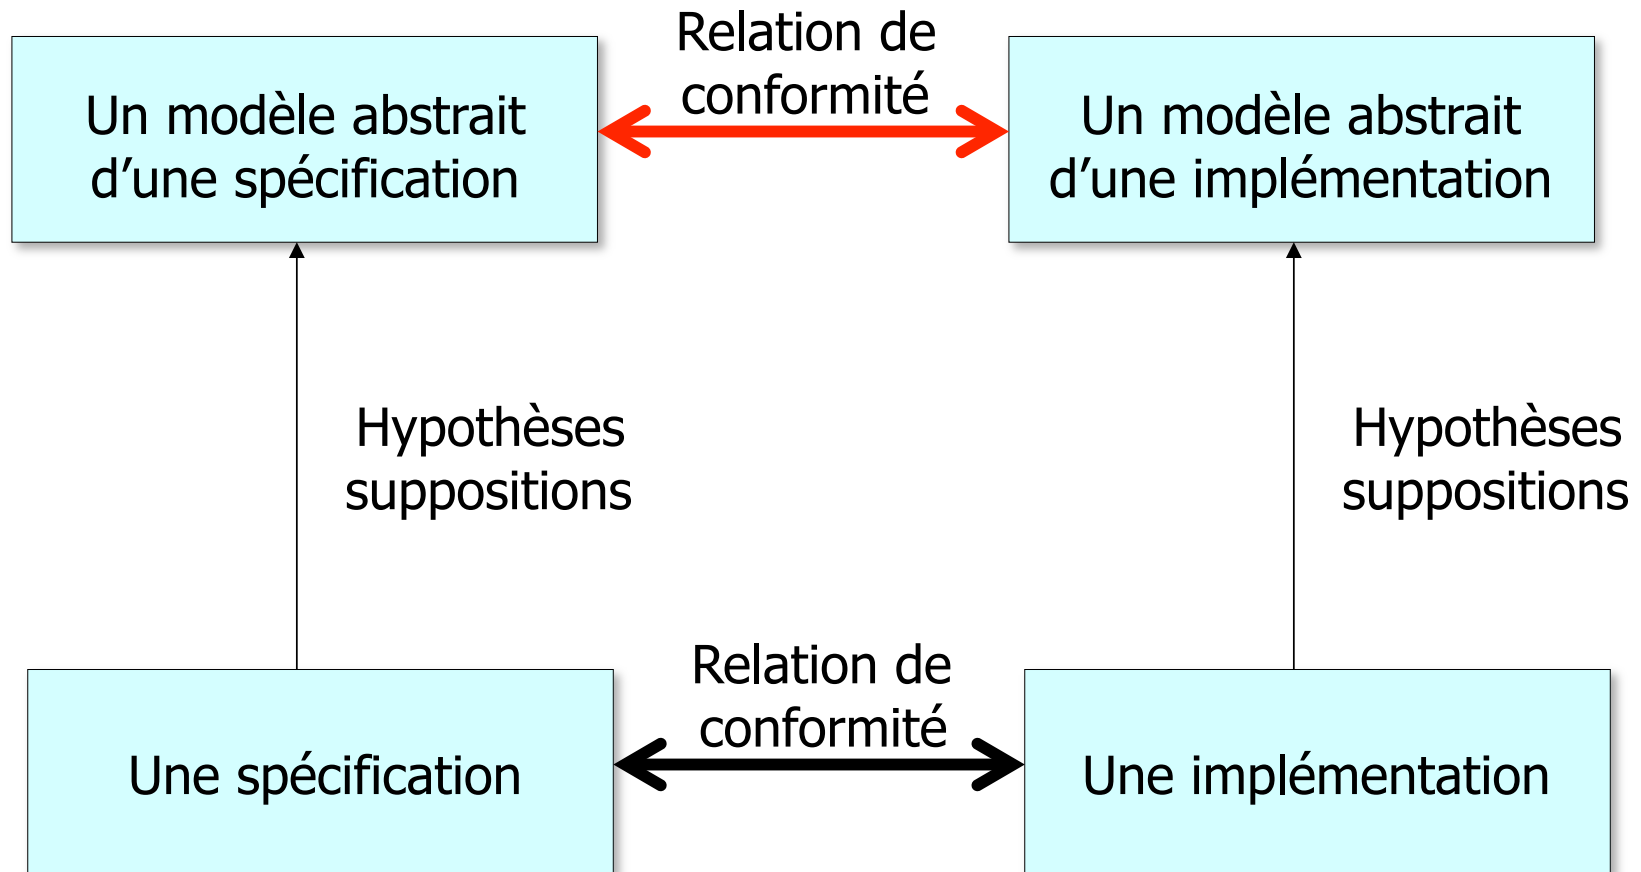 Relation de
conformité
Un modèle abstrait
d’une spécification
Un modèle abstrait
d’une implémentation
Hypothèses
suppositions
Hypothèses
suppositions
Relation de
conformité
Une spécification
Une implémentation